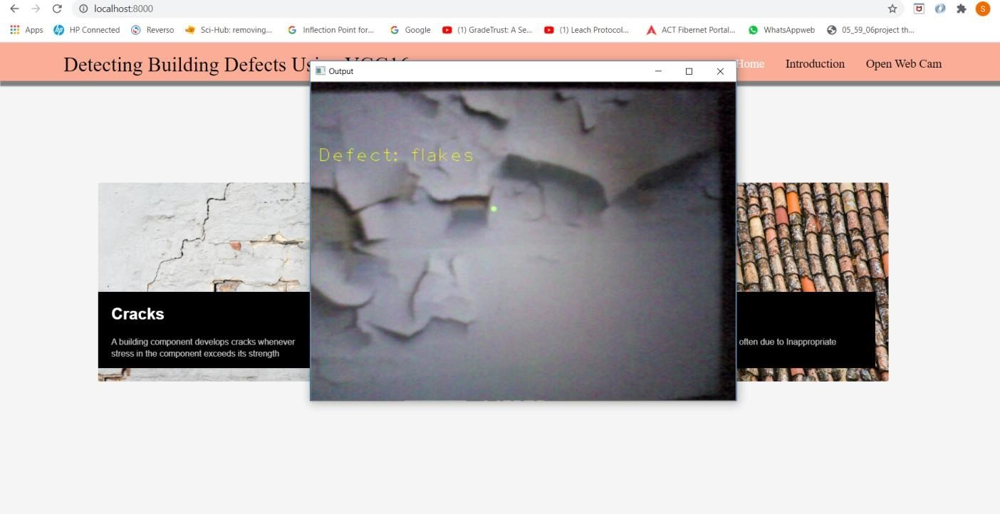 localhost:8000
S
Apps
HP Connected
Reverso
Sci-Hub: removing...
Inflection Point for...
Google
(1) GradeTrust: A Se...
(1) Leach Protocol...
ACT Fibernet Portal...
WhatsAppweb
05_59_06project th...
Detecting Building Defects Using VGG16
Home
Introduction
Open Web Cam
Output
Defect: flakes
Cracks
A building component develops cracks whenever
stress in the component exceeds its strength
often due to Inappropriate